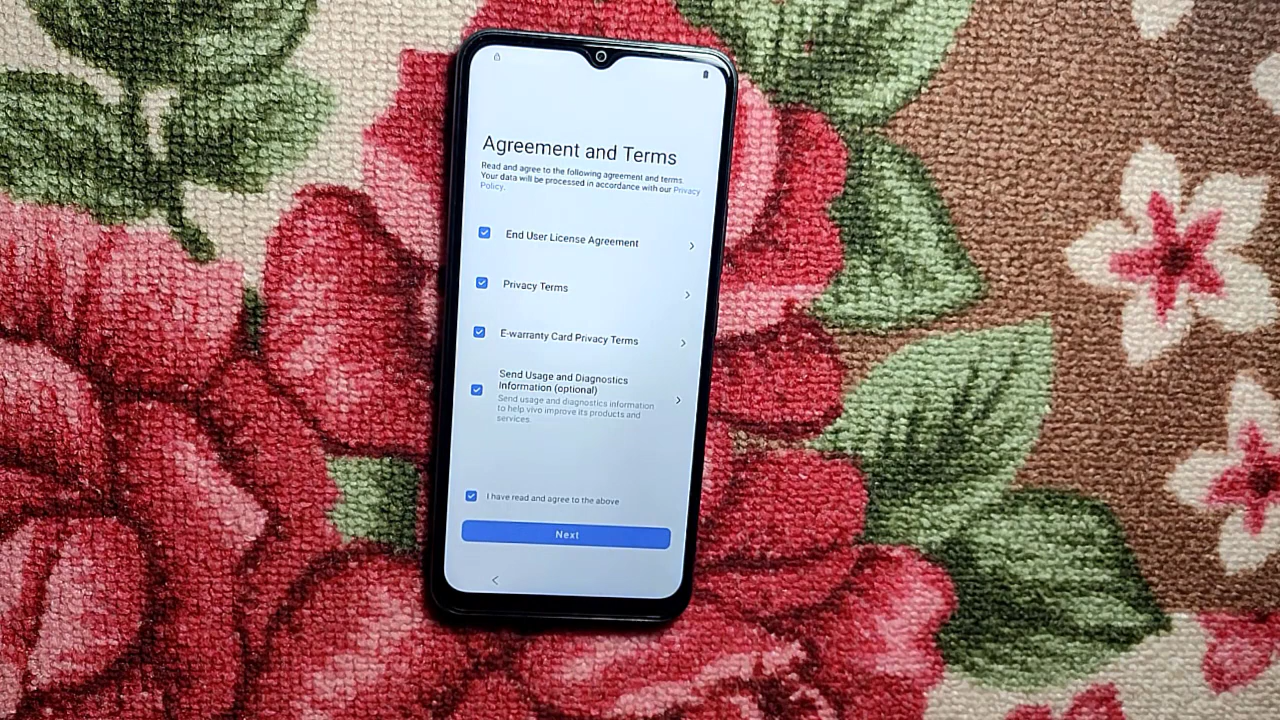 Agreement and Terms
Read and agree to the following agreement and terms.
Your data will be processed in accordance with our Privacy
Policy.
End User License Agreement
Privacy Terms
E-warranty Card Privacy Terms
Send Usage and Diagnostics
Information (optional)
Send usage and diagnostics information
to help vivo improve its products and
services.
I have read and agree to the above
Next